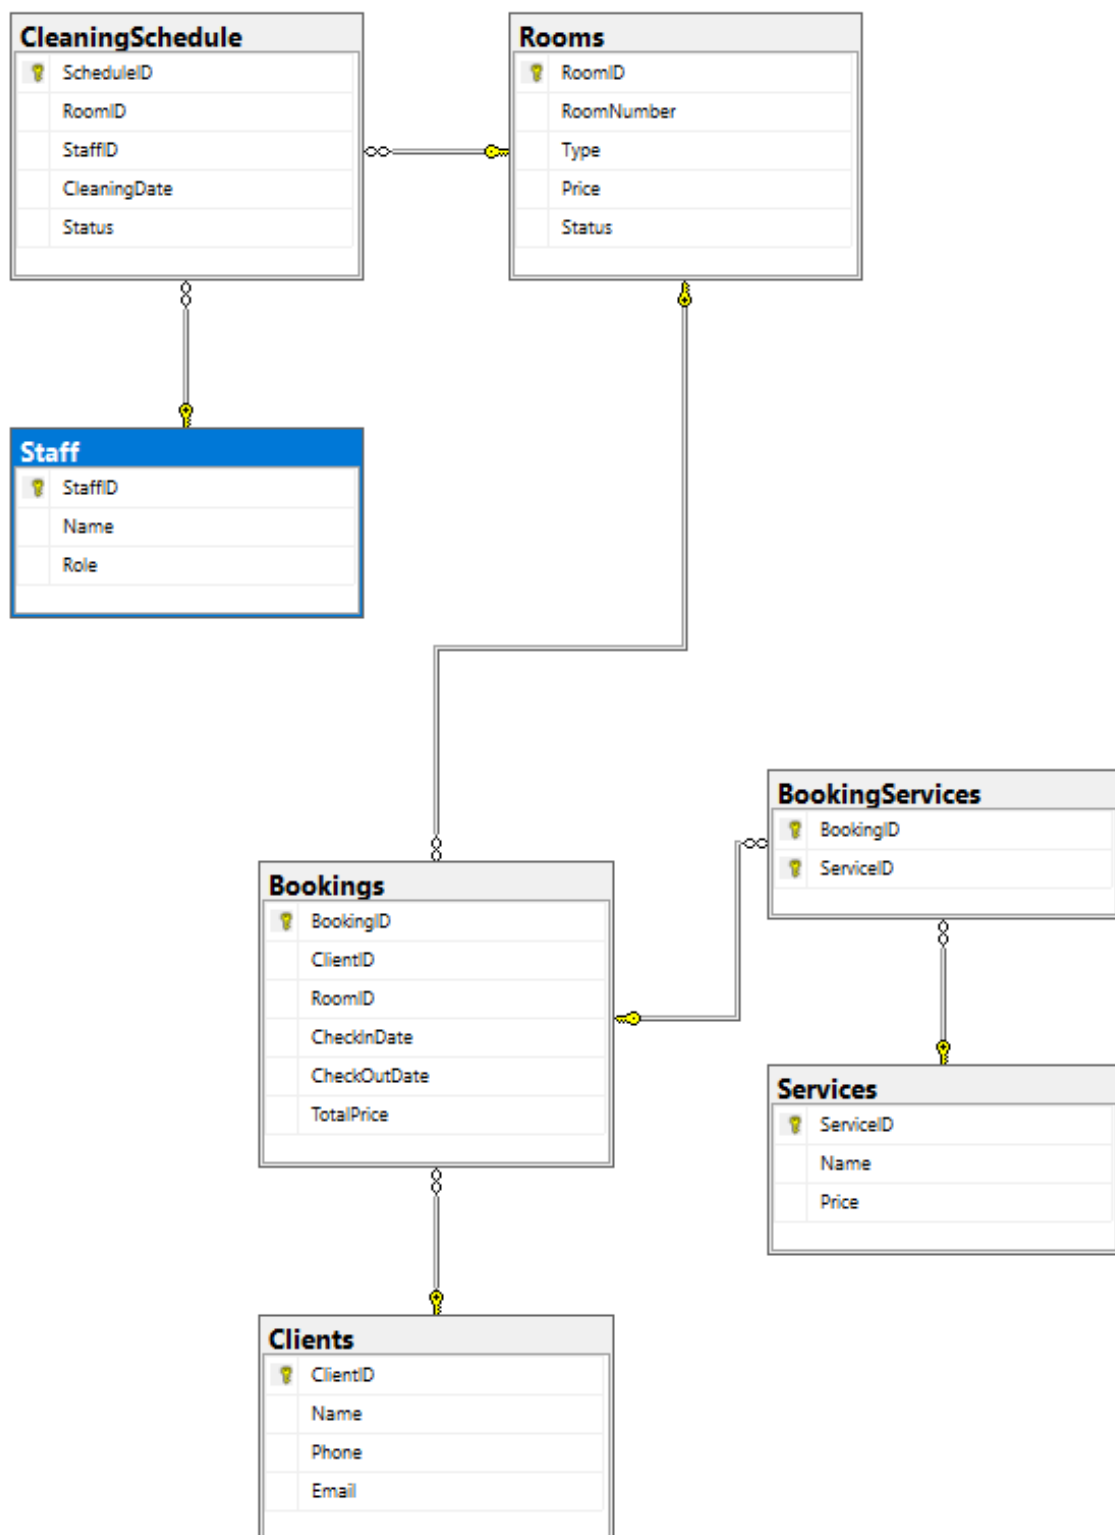 CleaningSchedule
ScheduleID
RoomID
StaffID
CleaningDate
Status
Rooms
RoomID
RoomNumber
Type
Price
Status
Staff
StaffID
Name
Role
BookingServices
BookingID
ServiceID
Bookings
BookingID
ClientID
RoomID
CheckInDate
CheckOutDate
TotalPrice
Services
ServiceID
Name
Price
Clients
ClientID
Name
Phone
Email